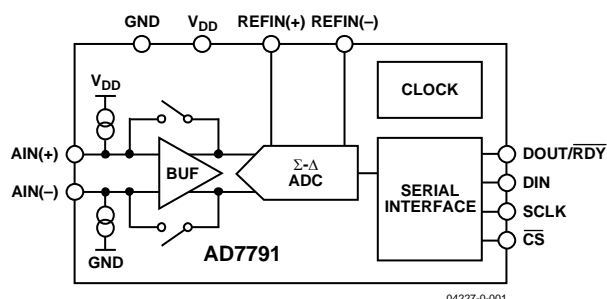 GND VDD REFIN(+) REFIN(–)
VDD
CLOCK
AIN(+)
AIN(–)
BUF
Σ-Δ
ADC
SERIAL
INTERFACE
DOUT/RDY
DIN
SCLK
CS
GND
AD7791
04227-0-001